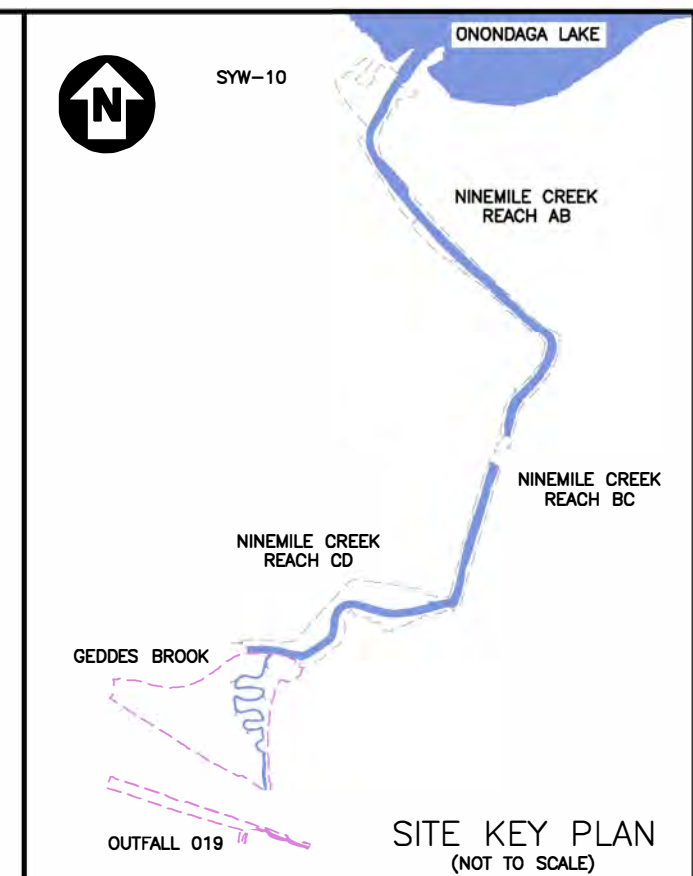 ONONDAGA LAKE
N
SYW-10
NINEMILE CREEK
REACH AB
NINEMILE CREEK
REACH BC
NINEMILE CREEK
REACH CD
GEDDES BROOK
OUTFALL 019
SITE KEY PLAN
(NOT TO SCALE)